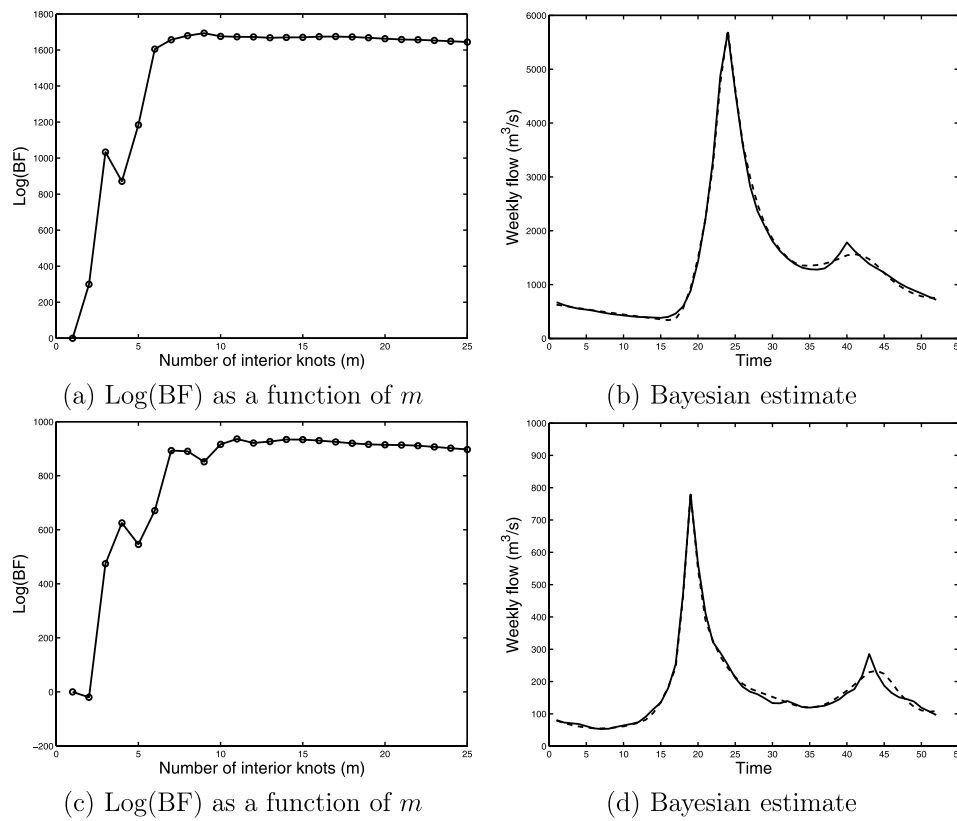 1800
1600
1400
1200
1000
800
600
400
200
0
Log(BF)
0 5 10 15 20 25
Number of interior knots (m)
(a) Log(BF) as a function of m
6000
5000
4000
3000
2000
1000
0
Weekly flow (m³/s)
0 5 10 15 20 25 30 35 40 45 50 55
Time
(b) Bayesian estimate
1000
800
600
400
200
0
−200
Log(BF)
0 5 10 15 20 25
Number of interior knots (m)
(c) Log(BF) as a function of m
1000
900
800
700
600
500
400
300
200
100
0
Weekly flow (m³/s)
0 5 10 15 20 25 30 35 40 45 50 55
Time
(d) Bayesian estimate